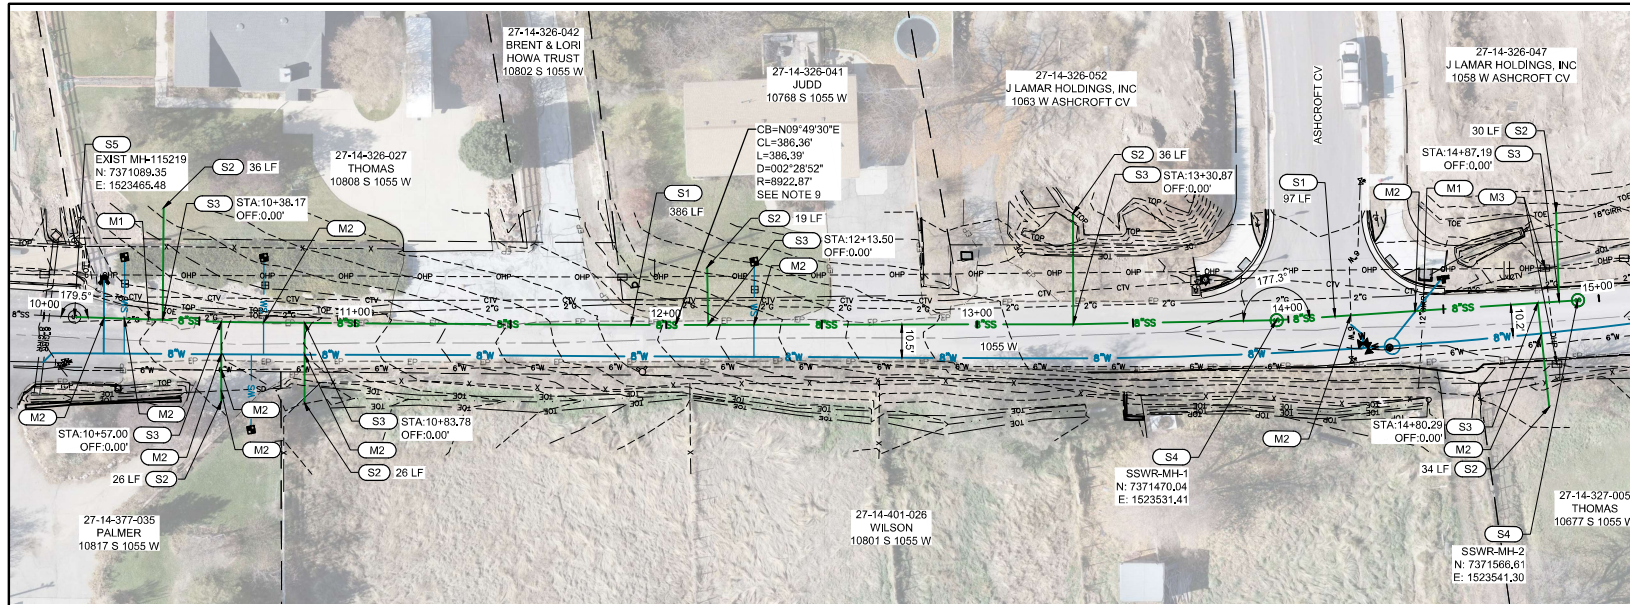 27-14-326-042
BRENT & LORI
HOWA TRUST
10802 S 1055 W
27-14-326-041
JUDD
10768 S 1055 W
27-14-326-052
J LAMAR HOLDINGS, INC
1063 W ASHCROFT CV
ASHCROFT CV
27-14-326-047
J LAMAR HOLDINGS, INC
1058 W ASHCROFT CV
S5
EXIST MH-115219
N: 7371089.35
E: 1523465.48
S2 36 LF
27-14-326-027
THOMAS
10808 S 1055 W
S3 STA:10+38.17
OFF:0.00'
M1
M2
S1
386 LF
CB=N09°49'30"E
CL=386.36'
L=386.39'
D=002°28'52"
R=8922.87'
SEE NOTE 9
S2 19 LF
S3 STA:12+13.50
OFF:0.00'
M2
S2 36 LF
S3 STA:13+30.87
OFF:0.00'
S1
97 LF
M2
M1
M3
30 LF S2
STA:14+87.19 S3
OFF:0.00'
18"GIRR
TOP
TOE
OHP
CTV
2"G
EP
10+00
179.5°
11+00
12+00
13+00
14+00
15+00
177.3°
8"SS
8"W
6"W
WS
SD
10.5'
10.2'
1055 W
M2
M2
STA:10+57.00 S3
OFF:0.00'
M2
26 LF S2
M2
M2
S3 STA:10+83.78
OFF:0.00'
M2
S2 26 LF
S4
SSWR-MH-1
N: 7371470.04
E: 1523531.41
M2
STA:14+80.29 S3
OFF:0.00'
M2
34 LF S2
S4
SSWR-MH-2
N: 7371566.61
E: 1523541.30
27-14-377-035
PALMER
10817 S 1055 W
27-14-401-026
WILSON
10801 S 1055 W
27-14-327-005
THOMAS
10677 S 1055 W